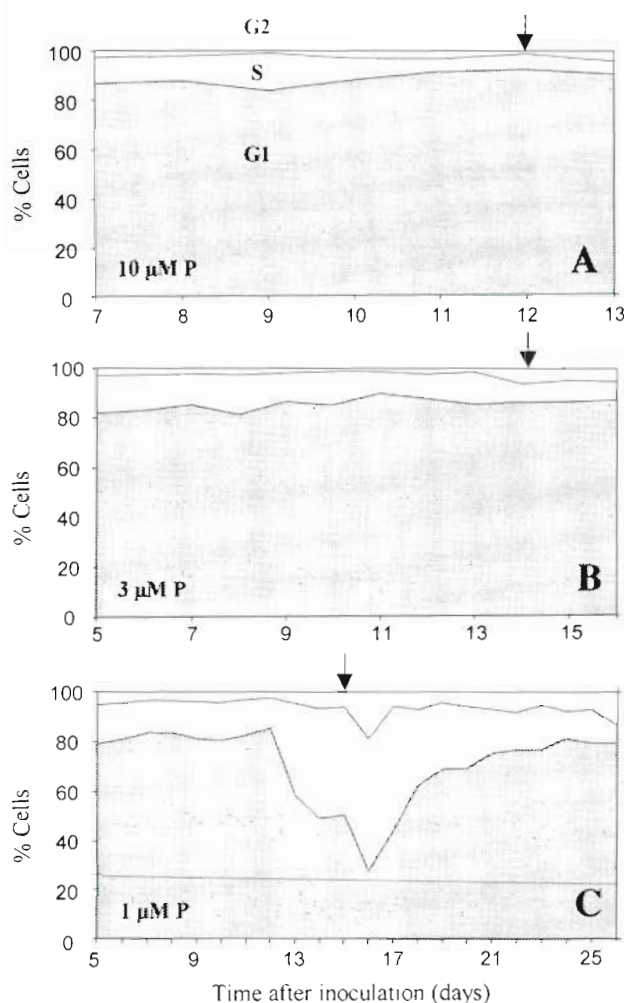 G2
100
S
80
60
G1
40
20
10 μM P
A
0
7 8 9 10 11 12 13
% Cells
100
80
60
40
20
3 μM P
B
0
5 7 9 11 13 15
% Cells
100
80
60
40
20
1 μM P
C
0
5 9 13 17 21 25
% Cells
Time after inoculation (days)